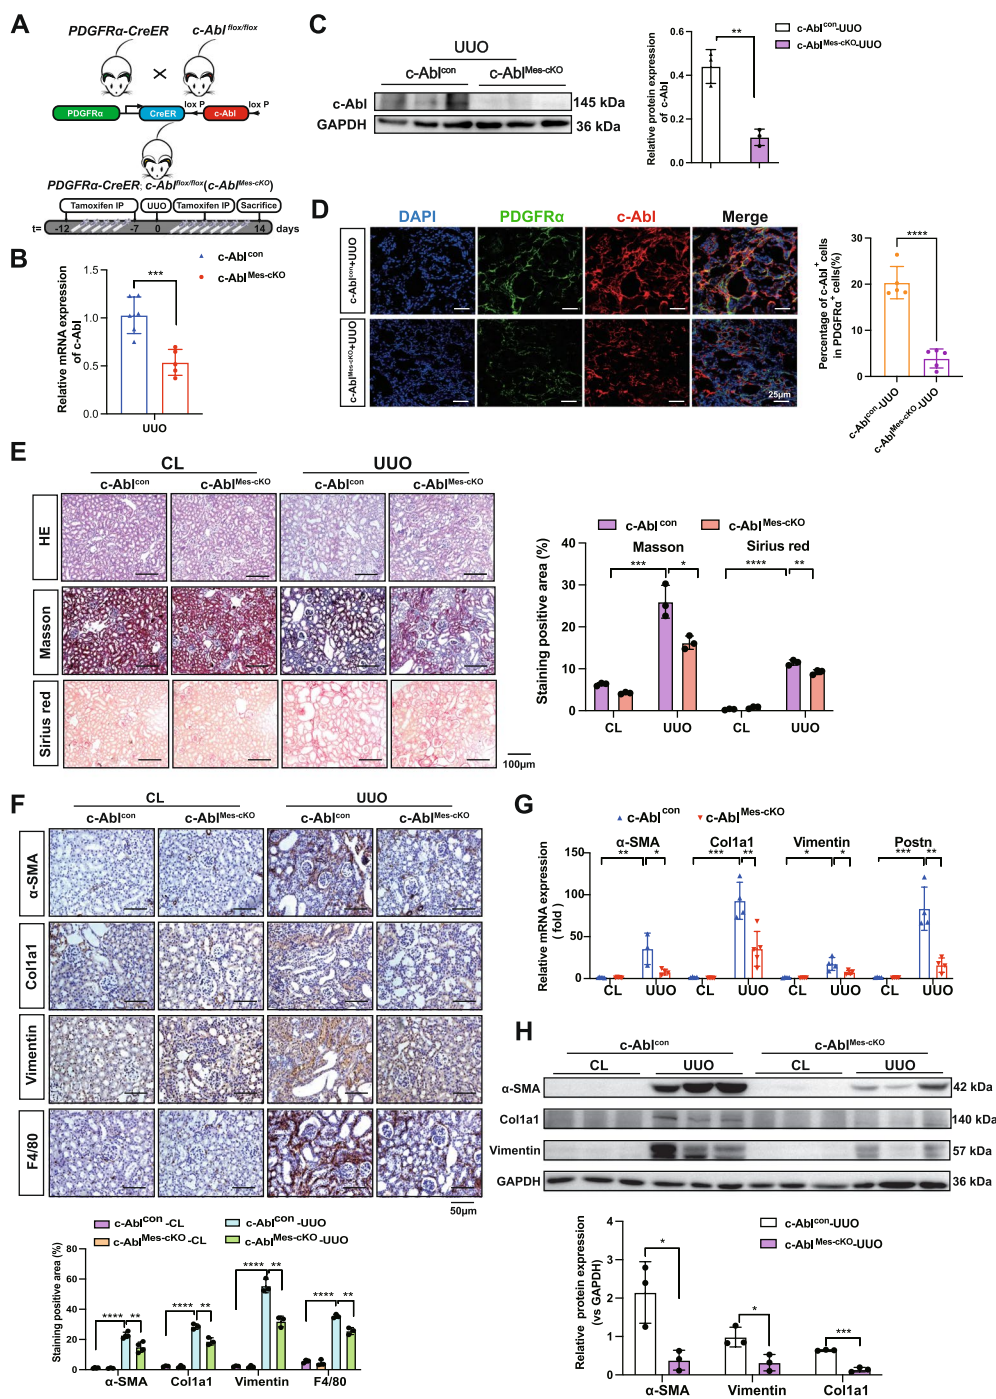 A
PDGFRα-CreER
c-Abl flox/flox
PDGFRα
CreER
lox P
c-Abl
lox P
PDGFRα-CreER; c-Abl flox/flox (c-Abl Mes-cKO)
Tamoxifen IP
UUO
Tamoxifen IP
Sacrifice
t= -12 -7 0 14 days
B
c-Abl con
c-Abl Mes-cKO
Relative mRNA expression
of c-Abl
1.5
1.0
0.5
0.0
***
UUO
C
UUO
c-Abl con
c-Abl Mes-cKO
c-Abl
145 kDa
GAPDH
36 kDa
Relative protein expression
of c-Abl
0.6
0.4
0.2
0.0
**
c-Abl con-UUO
c-Abl Mes-cKO-UUO
D
DAPI
PDGFRα
c-Abl
Merge
c-Abl con+UUO
c-Abl Mes-cKO+UUO
25μm
Percentage of c-Abl + cells
in PDGFRα + cells(%)
30
20
10
0
****
c-Abl con-UUO
c-Abl Mes-cKO-UUO
E
CL
UUO
c-Abl con
c-Abl Mes-cKO
c-Abl con
c-Abl Mes-cKO
HE
Masson
Sirius red
100μm
c-Abl con
c-Abl Mes-cKO
Masson
Sirius red
Staining positive area (%)
40
30
20
10
0
***
*
****
**
CL
UUO
CL
UUO
F
CL
UUO
c-Abl con
c-Abl Mes-cKO
c-Abl con
c-Abl Mes-cKO
α-SMA
Col1a1
Vimentin
F4/80
50μm
c-Abl con -CL
c-Abl con -UUO
c-Abl Mes-cKO -CL
c-Abl Mes-cKO -UUO
Staining positive area (%)
80
60
40
20
0
****
**
****
**
****
**
****
**
α-SMA
Col1a1
Vimentin
F4/80
G
c-Abl con
c-Abl Mes-cKO
α-SMA
Col1a1
Vimentin
Postn
Relative mRNA expression
( fold )
150
100
50
0
**
*
***
**
*
*
***
**
CL
UUO
CL
UUO
CL
UUO
CL
UUO
H
c-Abl con
c-Abl Mes-cKO
CL
UUO
CL
UUO
α-SMA
42 kDa
Col1a1
140 kDa
Vimentin
57 kDa
GAPDH
36 kDa
Relative protein expression
(vs GAPDH)
4
3
2
1
0
*
*
***
c-Abl con-UUO
c-Abl Mes-cKO-UUO
α-SMA
Vimentin
Col1a1